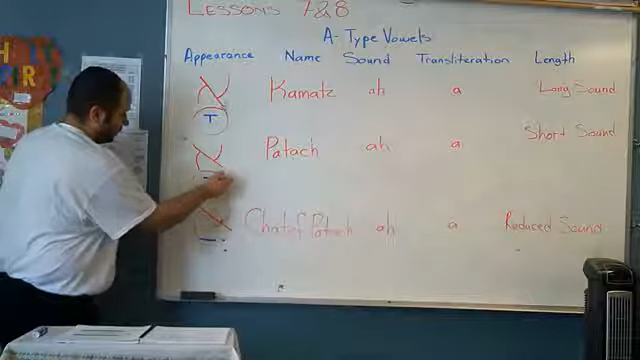 LESSONS 7&8
A-Type Vowels
Appearance Name Sound Transliteration Length
א Kamatz ah a Long Sound
T
א Patach ah a Short Sound
Chataf Patach ah a Reduced Sound